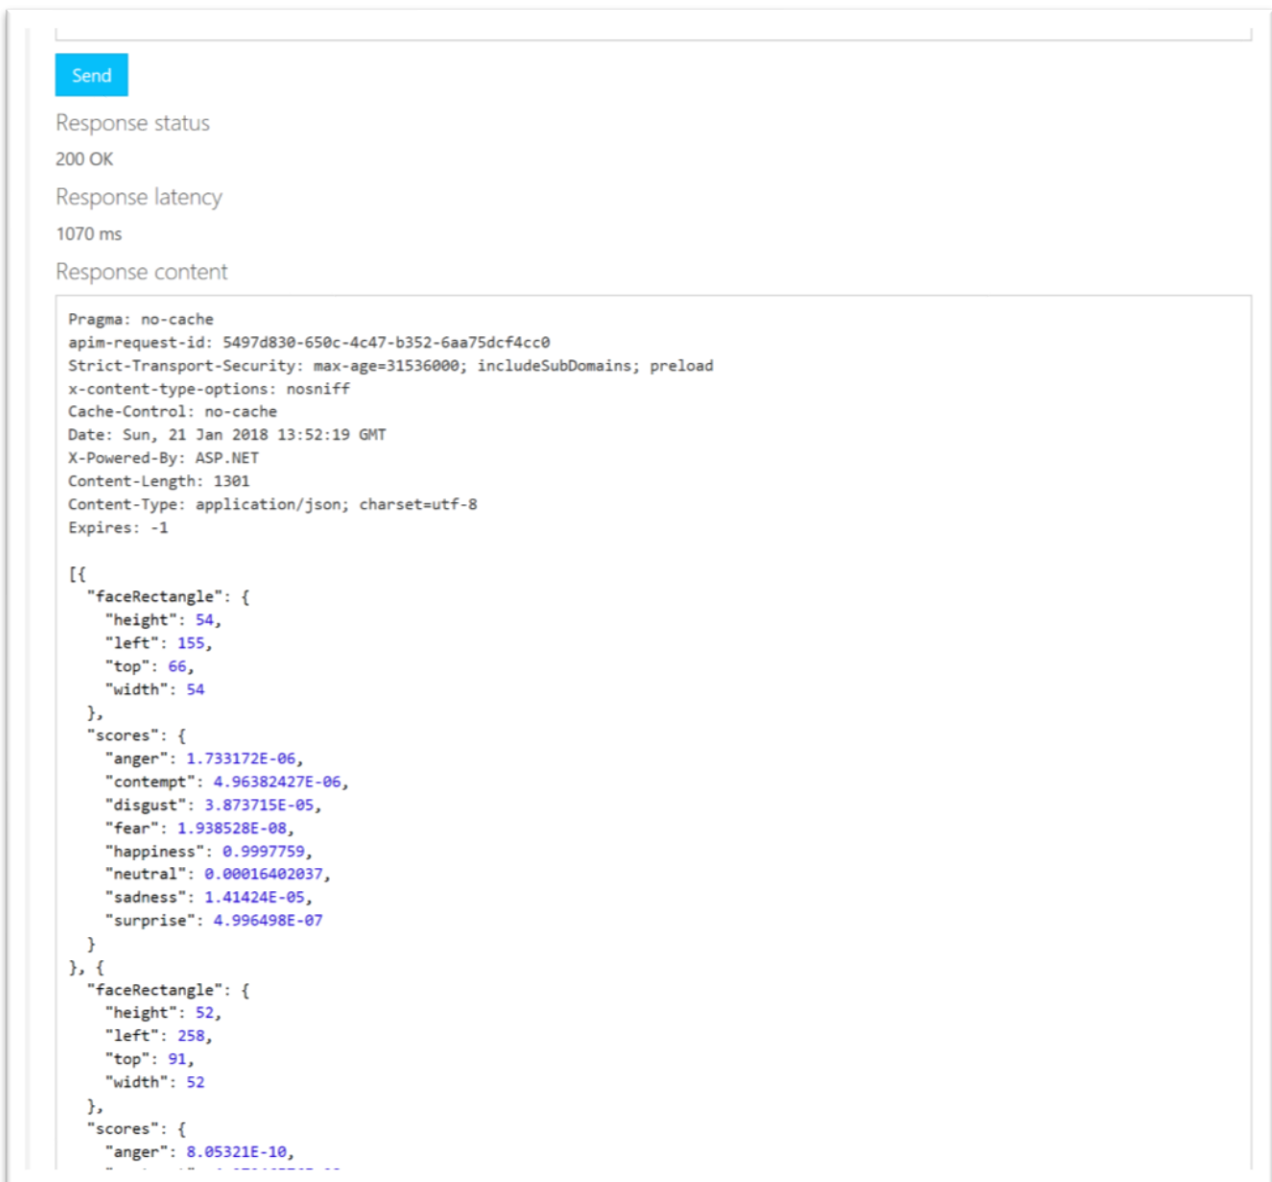 Send
Response status
200 OK
Response latency
1070 ms
Response content
Pragma: no-cache
apim-request-id: 5497d830-650c-4c47-b352-6aa75dcf4cc0
Strict-Transport-Security: max-age=31536000; includeSubDomains; preload
x-content-type-options: nosniff
Cache-Control: no-cache
Date: Sun, 21 Jan 2018 13:52:19 GMT
X-Powered-By: ASP.NET
Content-Length: 1301
Content-Type: application/json; charset=utf-8
Expires: -1
[{
"faceRectangle": {
"height": 54,
"left": 155,
"top": 66,
"width": 54
},
"scores": {
"anger": 1.733172E-06,
"contempt": 4.96382427E-06,
"disgust": 3.873715E-05,
"fear": 1.938528E-08,
"happiness": 0.9997759,
"neutral": 0.00016402037,
"sadness": 1.41424E-05,
"surprise": 4.996498E-07
}
}, {
"faceRectangle": {
"height": 52,
"left": 258,
"top": 91,
"width": 52
},
"scores": {
"anger": 8.05321E-10,